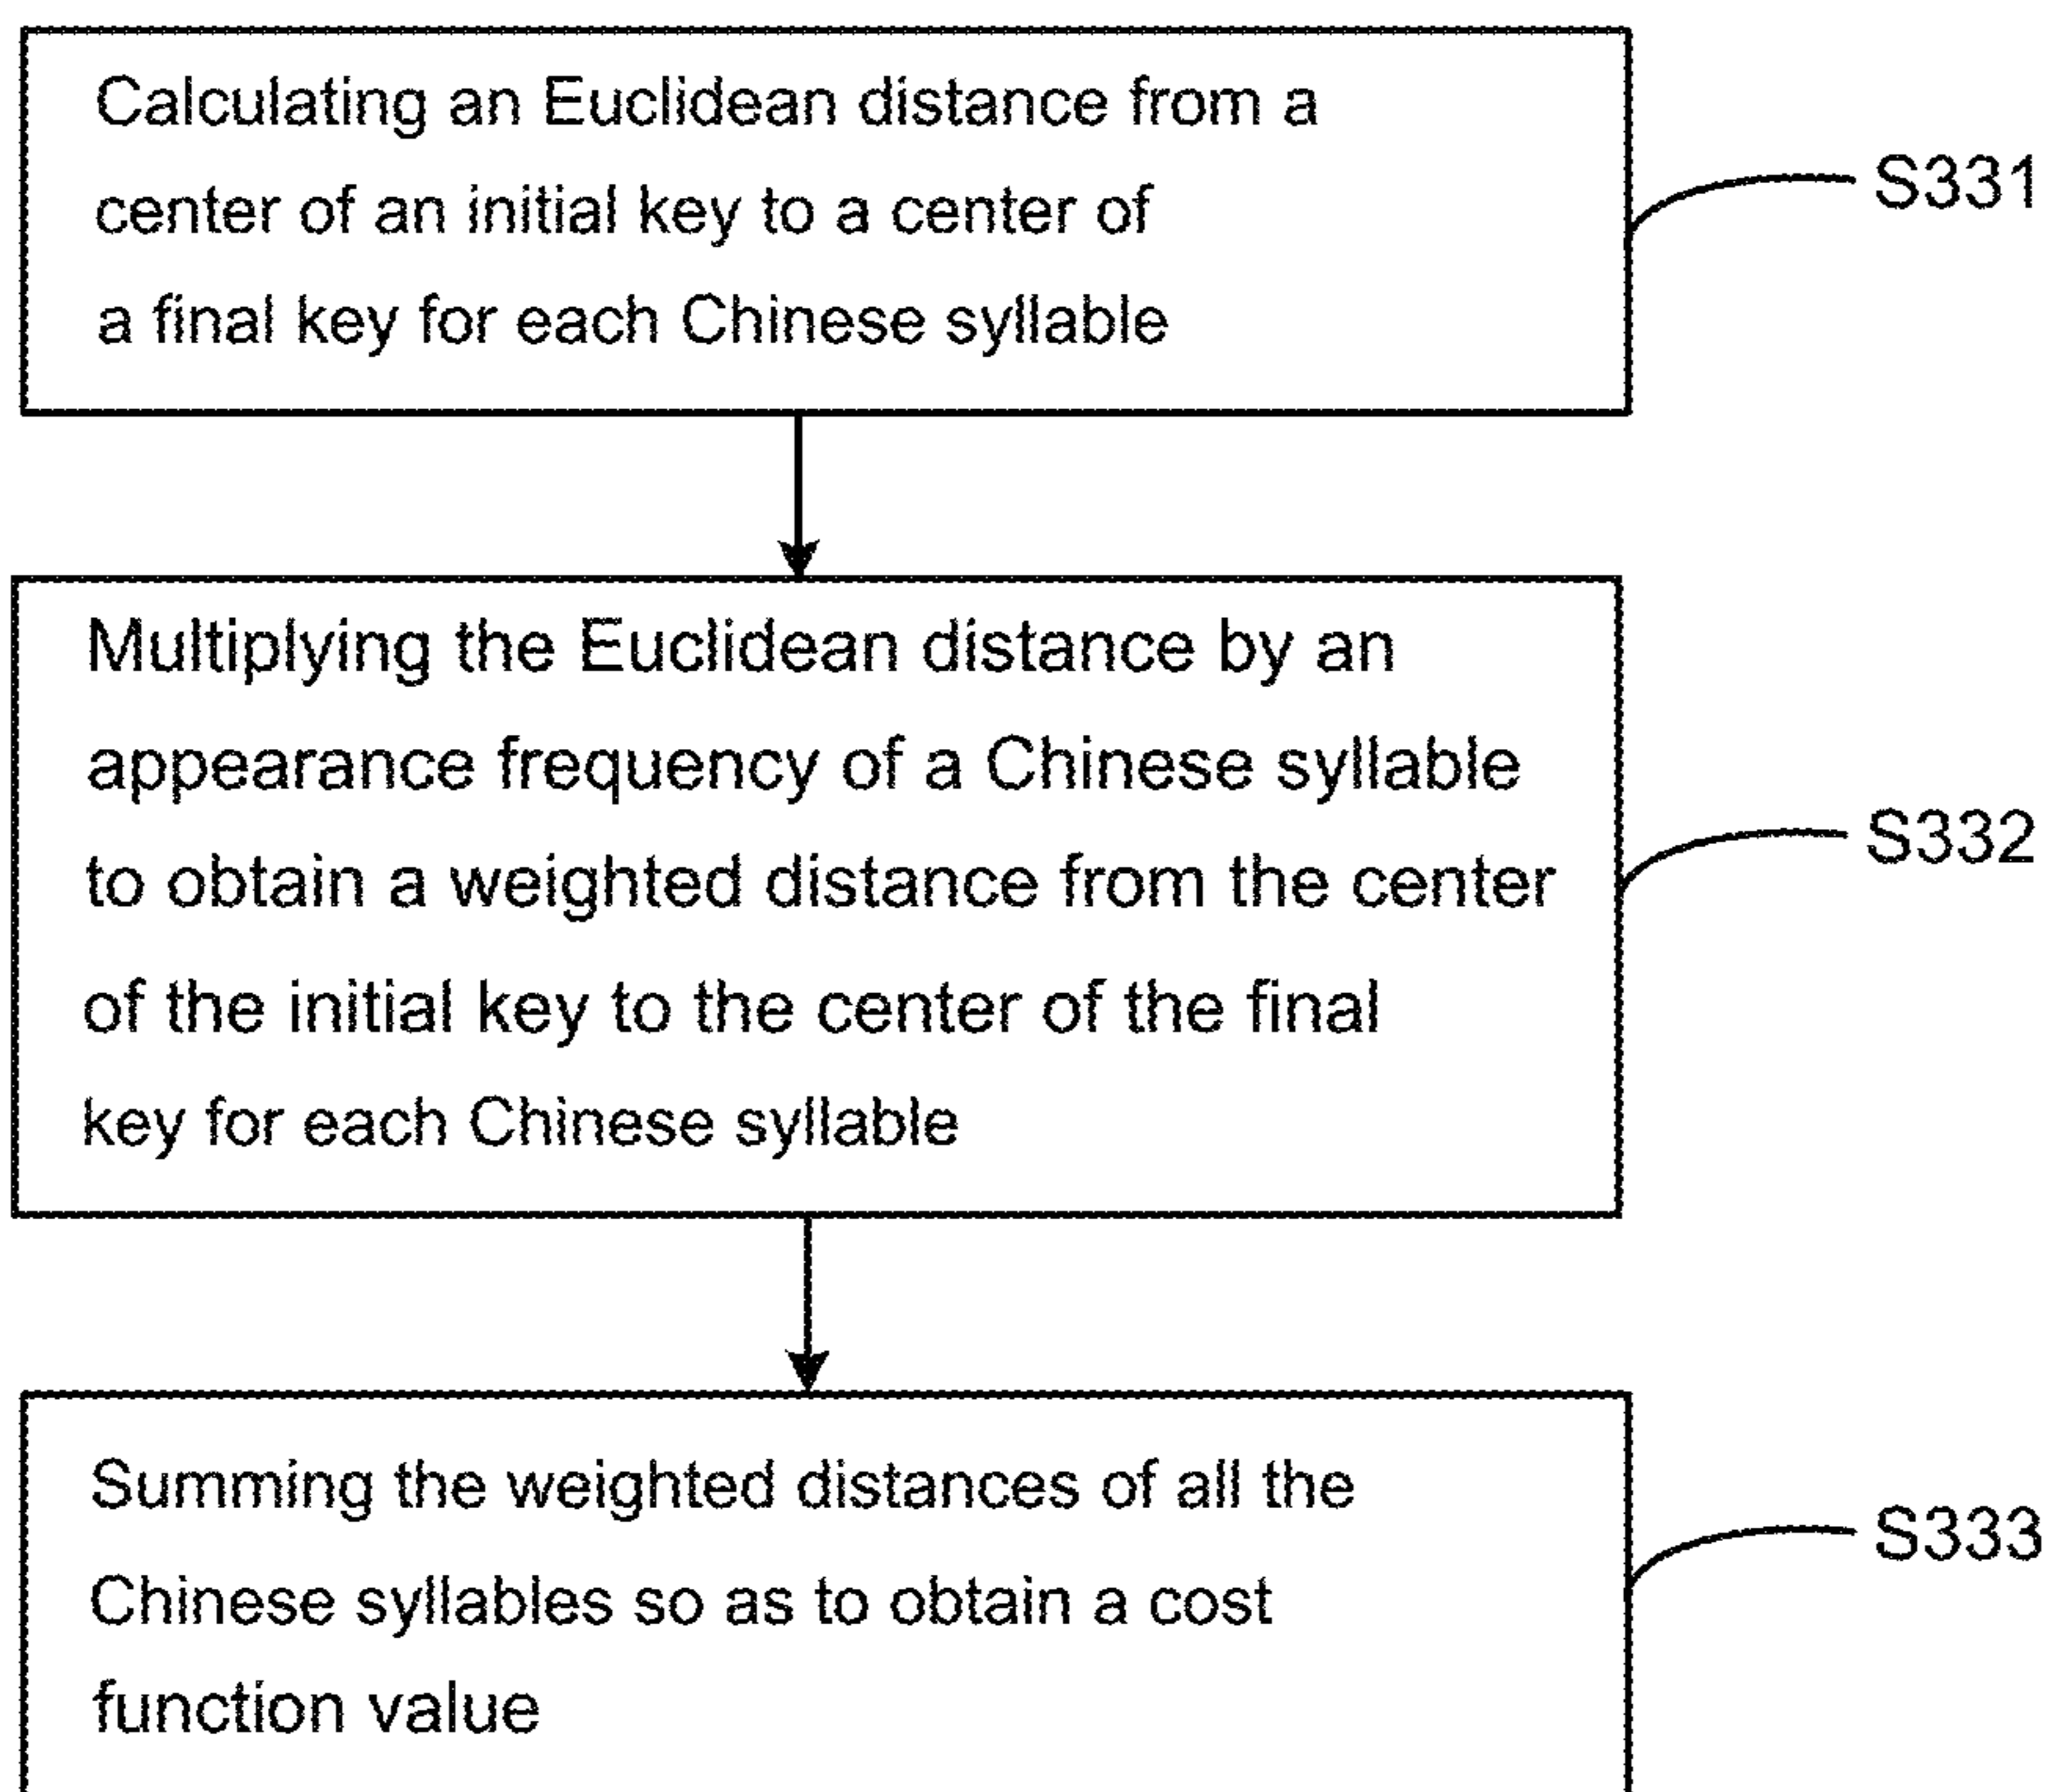 Calculating an Euclidean distance from a
center of an initial key to a center of
a final key for each Chinese syllable
S331
Multiplying the Euclidean distance by an
appearance frequency of a Chinese syllable
to obtain a weighted distance from the center
of the initial key to the center of the final
key for each Chinese syllable
S332
Summing the weighted distances of all the
Chinese syllables so as to obtain a cost
function value
S333